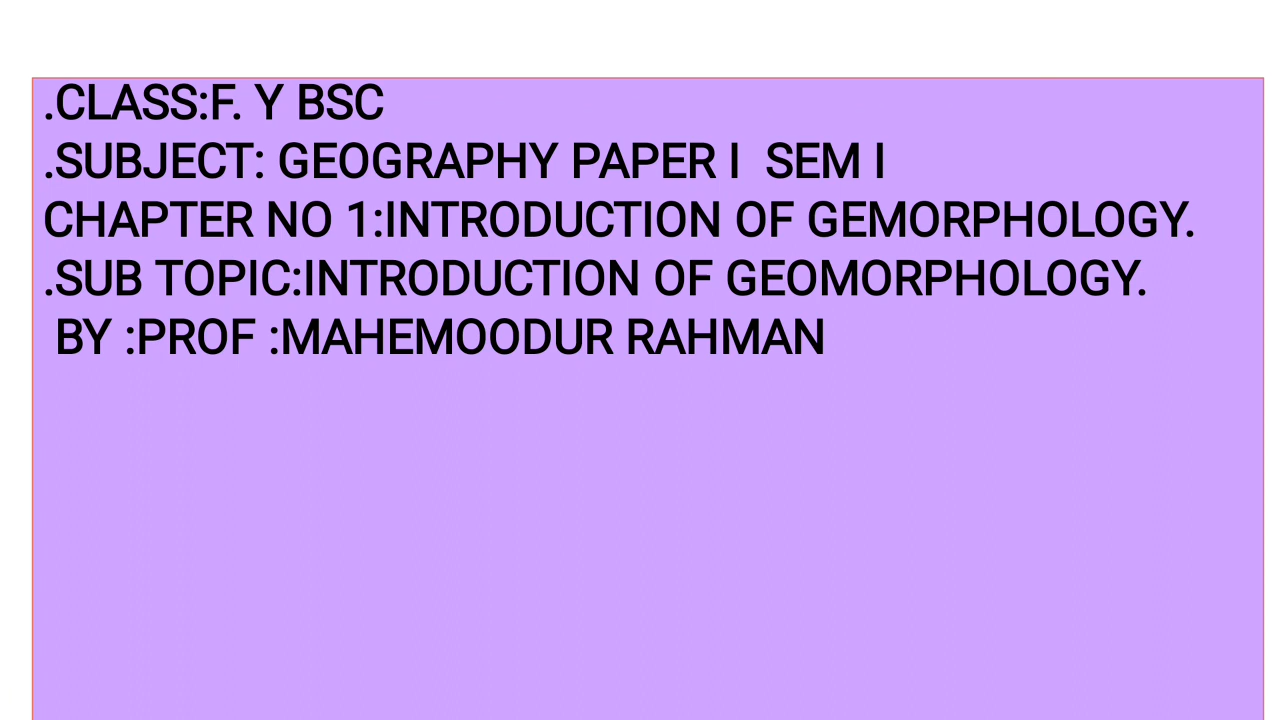 .CLASS:F. Y BSC
.SUBJECT: GEOGRAPHY PAPER I  SEM I
CHAPTER NO 1:INTRODUCTION OF GEMORPHOLOGY.
.SUB TOPIC:INTRODUCTION OF GEOMORPHOLOGY.
BY :PROF :MAHEMOODUR RAHMAN